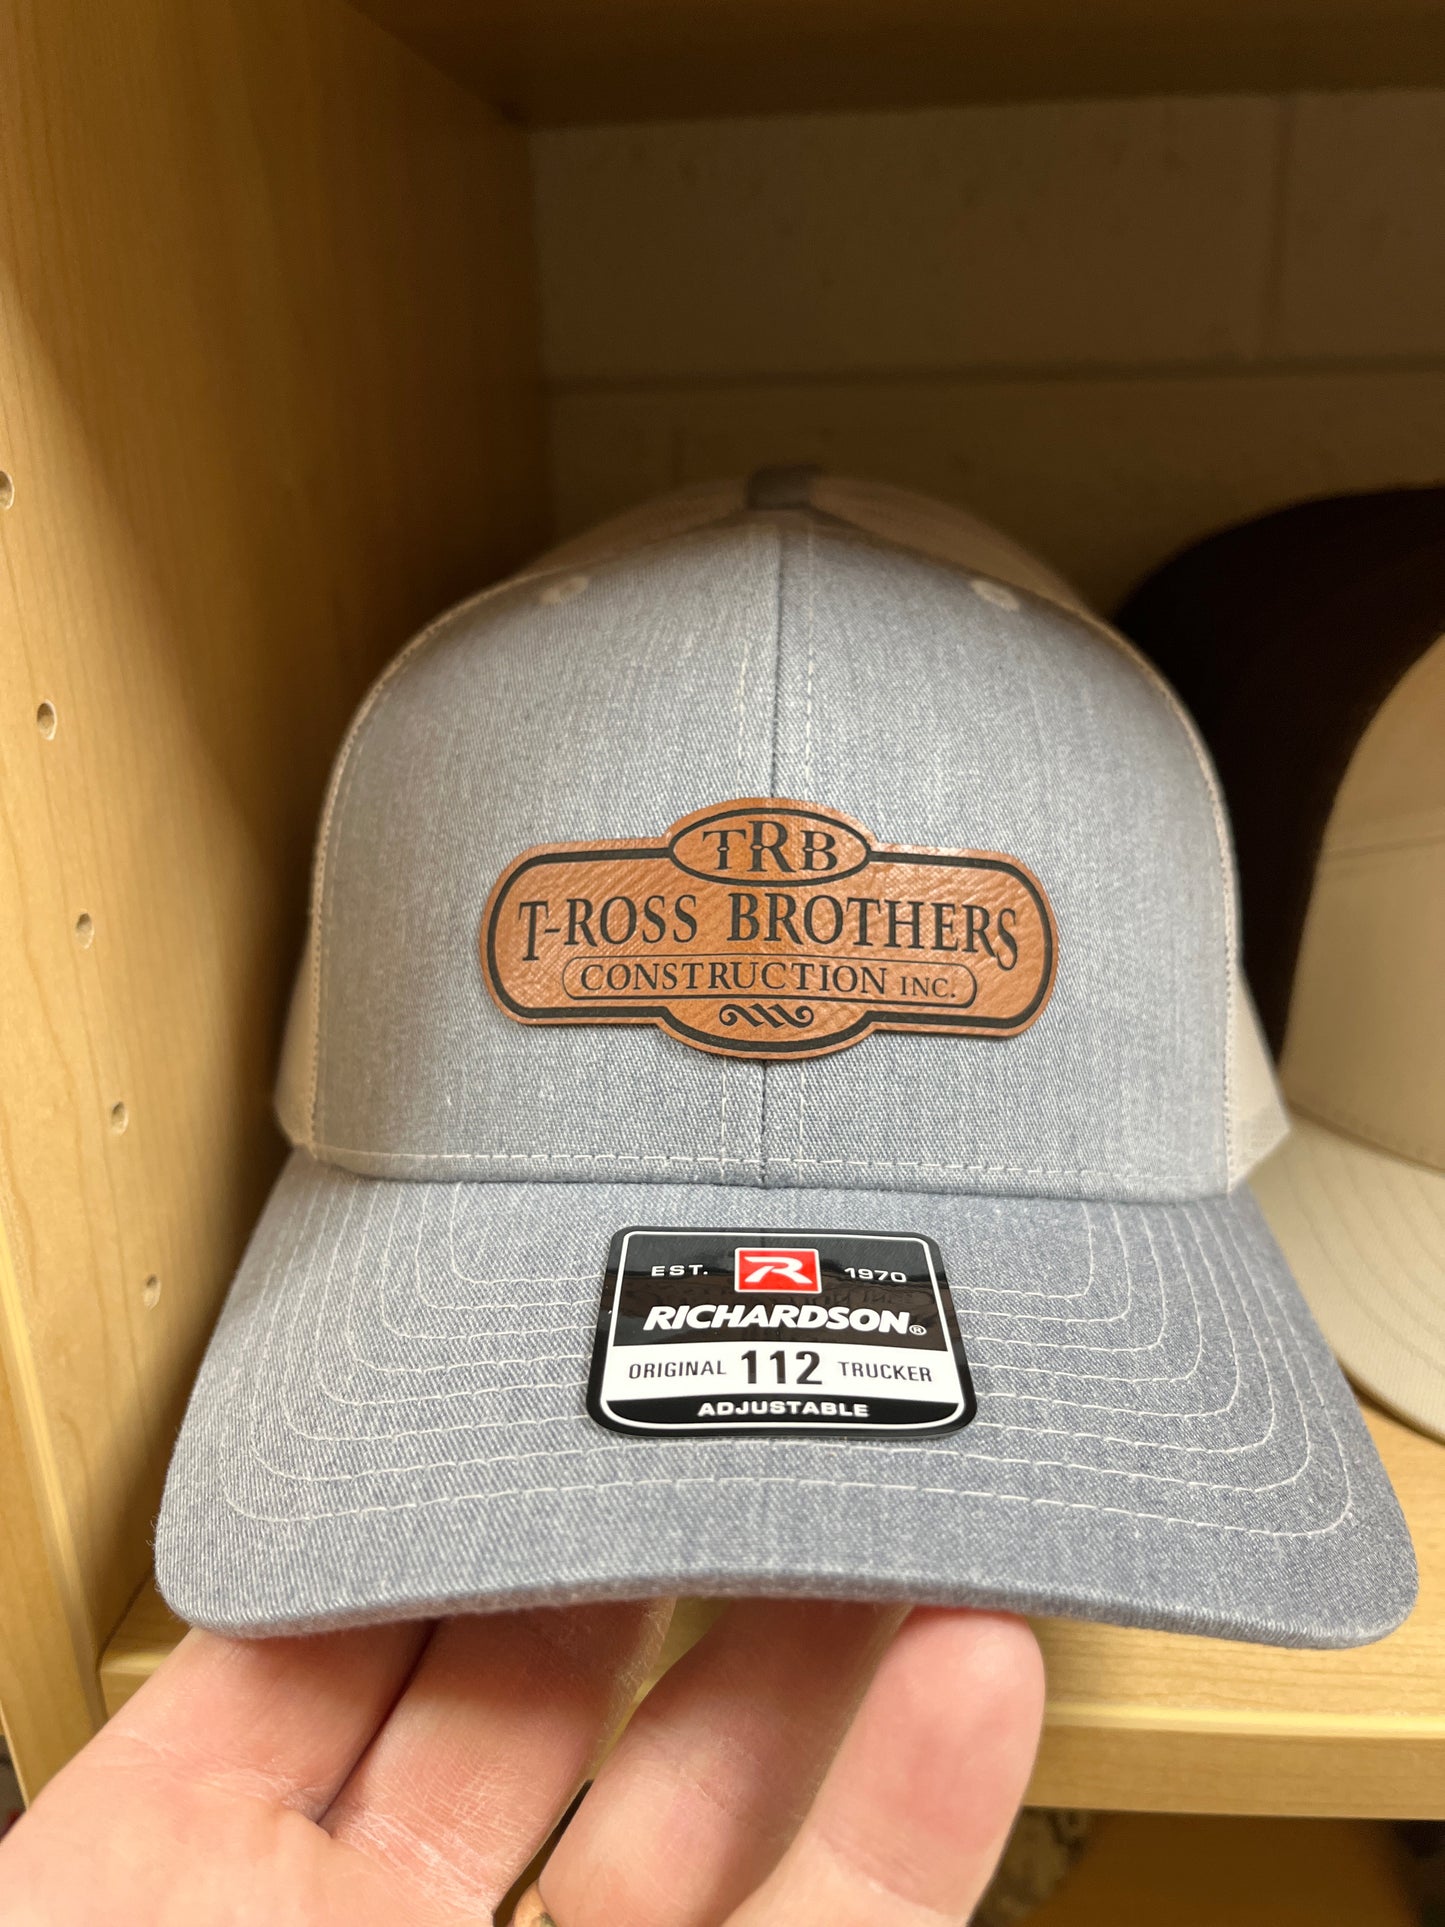 TRB
T-ROSS BROTHERS
CONSTRUCTION INC.
EST. R 1970
RICHARDSON®
ORIGINAL 112 TRUCKER
ADJUSTABLE